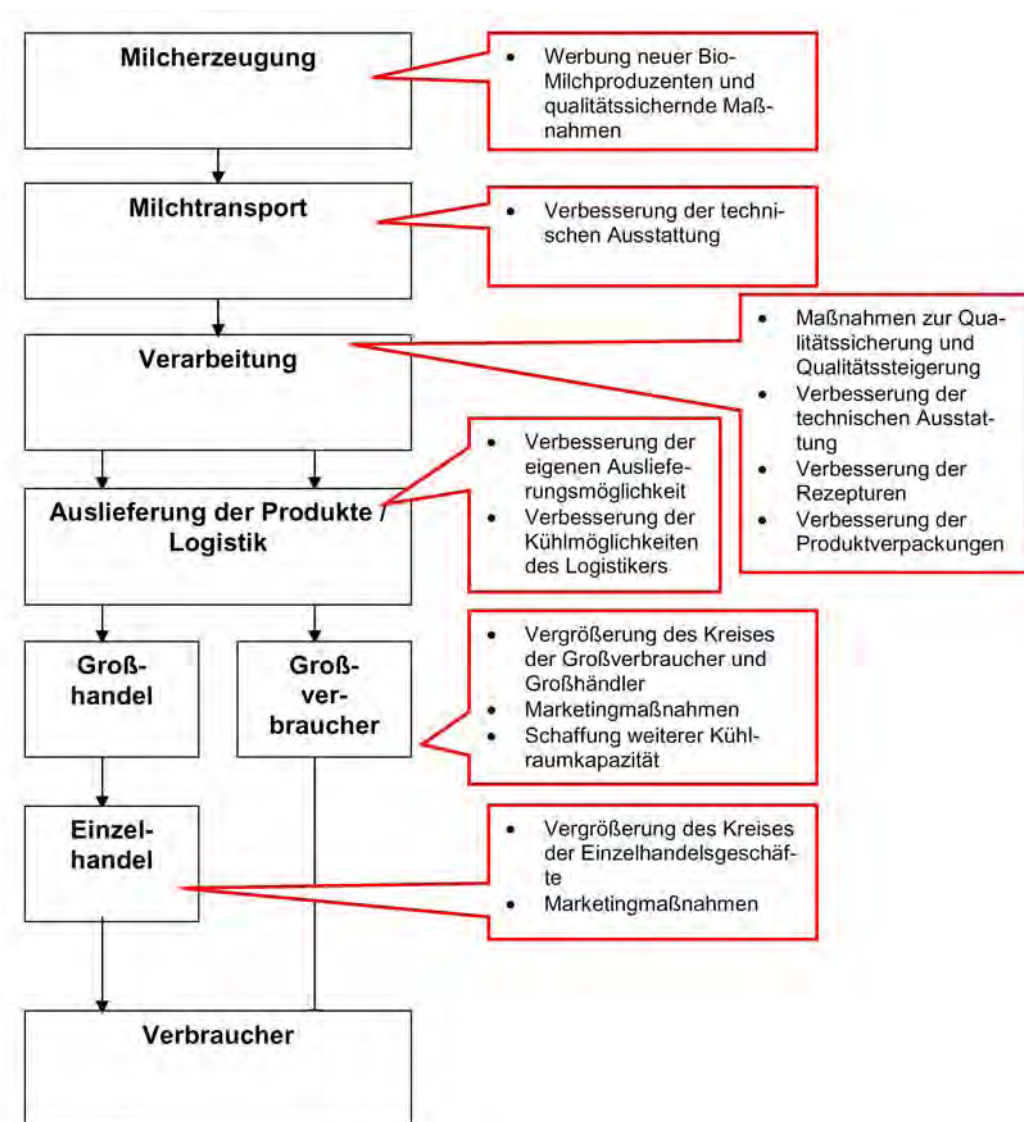 Milcherzeugung
• Werbung neuer Bio-
Milchproduzenten und
qualitätssichernde Maß-
nahmen
Milchtransport
• Verbesserung der techni-
schen Ausstattung
Verarbeitung
• Maßnahmen zur Qua-
litätssicherung und
Qualitätssteigerung
• Verbesserung der
technischen Ausstat-
tung
• Verbesserung der
Rezepturen
• Verbesserung der
Produktverpackungen
Auslieferung der Produkte /
Logistik
• Verbesserung der
eigenen Ausliefe-
rungsmöglichkeit
• Verbesserung der
Kühlmöglichkeiten
des Logistikers
Groß-
handel
Groß-
ver-
braucher
• Vergrößerung des Kreises
der Großverbraucher und
Großhändler
• Marketingmaßnahmen
• Schaffung weiterer Kühl-
raumkapazität
Einzel-
handel
• Vergrößerung des Kreises
der Einzelhandelsgeschäf-
te
• Marketingmaßnahmen
Verbraucher